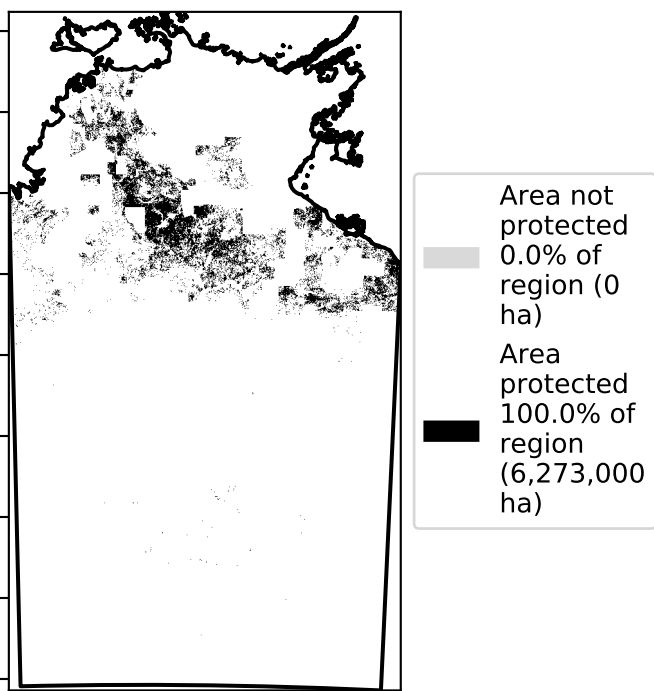 Area not
protected
0.0% of
region (0
ha)
Area
protected
100.0% of
region
(6,273,000
ha)